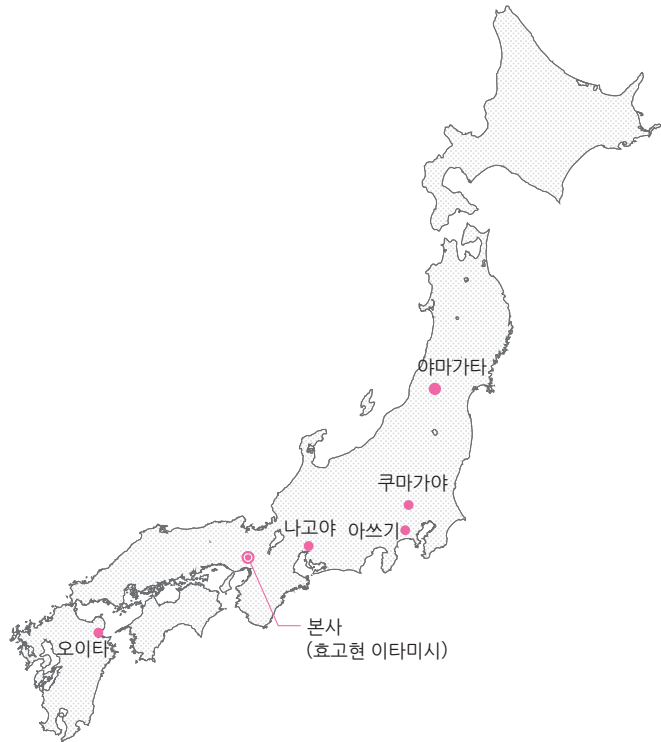 야마가타
쿠마가야
나고야
아쓰기
본사
(효고현 이타미시)
오이타